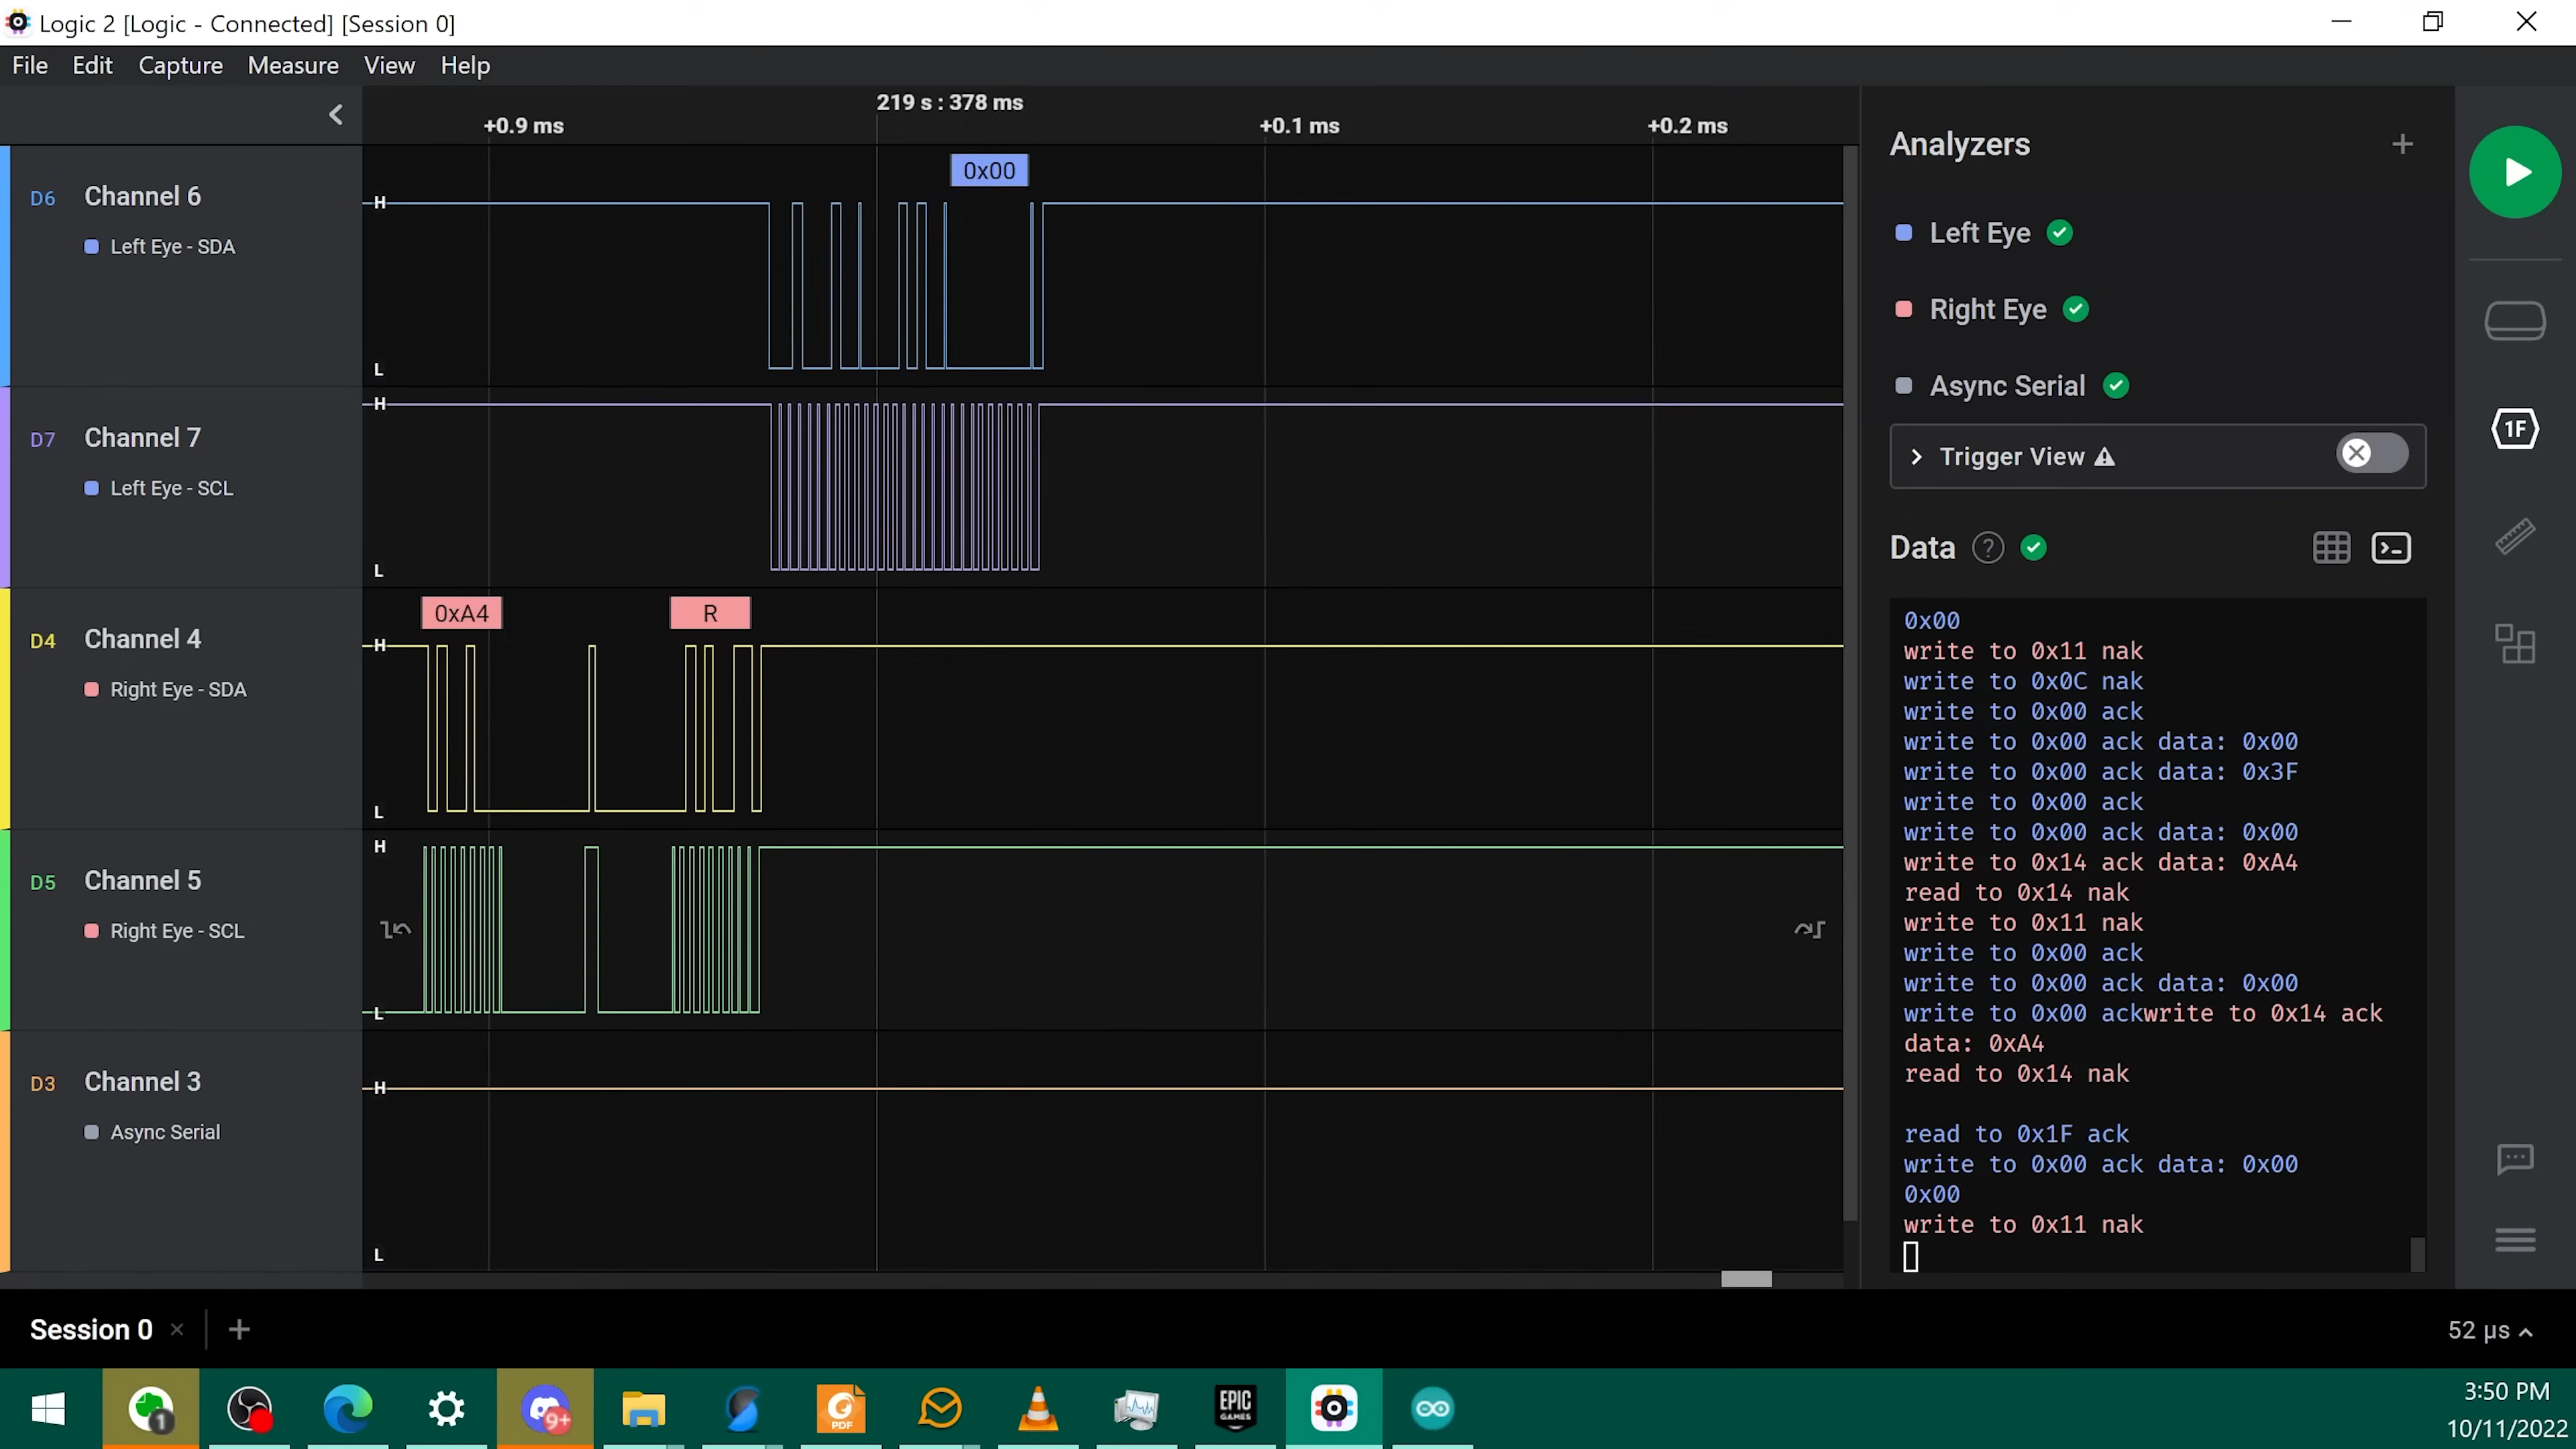 Logic 2 [Logic - Connected] [Session 0]
File Edit Capture Measure View Help
219 s : 378 ms
+0.9 ms +0.1 ms +0.2 ms
D6 Channel 6
Left Eye - SDA
H
L
0x00
D7 Channel 7
Left Eye - SCL
H
L
D4 Channel 4
Right Eye - SDA
0xA4 R
H
L
D5 Channel 5
Right Eye - SCL
H
L
D3 Channel 3
Async Serial
H
L
Analyzers
Left Eye
Right Eye
Async Serial
Trigger View
Data ?
1F
0x00
write to 0x11 nak
write to 0x0C nak
write to 0x00 ack
write to 0x00 ack data: 0x00
write to 0x00 ack data: 0x3F
write to 0x00 ack
write to 0x00 ack data: 0x00
write to 0x14 ack data: 0xA4
read to 0x14 nak
write to 0x11 nak
write to 0x00 ack
write to 0x00 ack data: 0x00
write to 0x00 ackwrite to 0x14 ack
data: 0xA4
read to 0x14 nak
read to 0x1F ack
write to 0x00 ack data: 0x00
0x00
write to 0x11 nak
Session 0
52 µs
1
9+
PDF
EPIC
GAMES
3:50 PM
10/11/2022